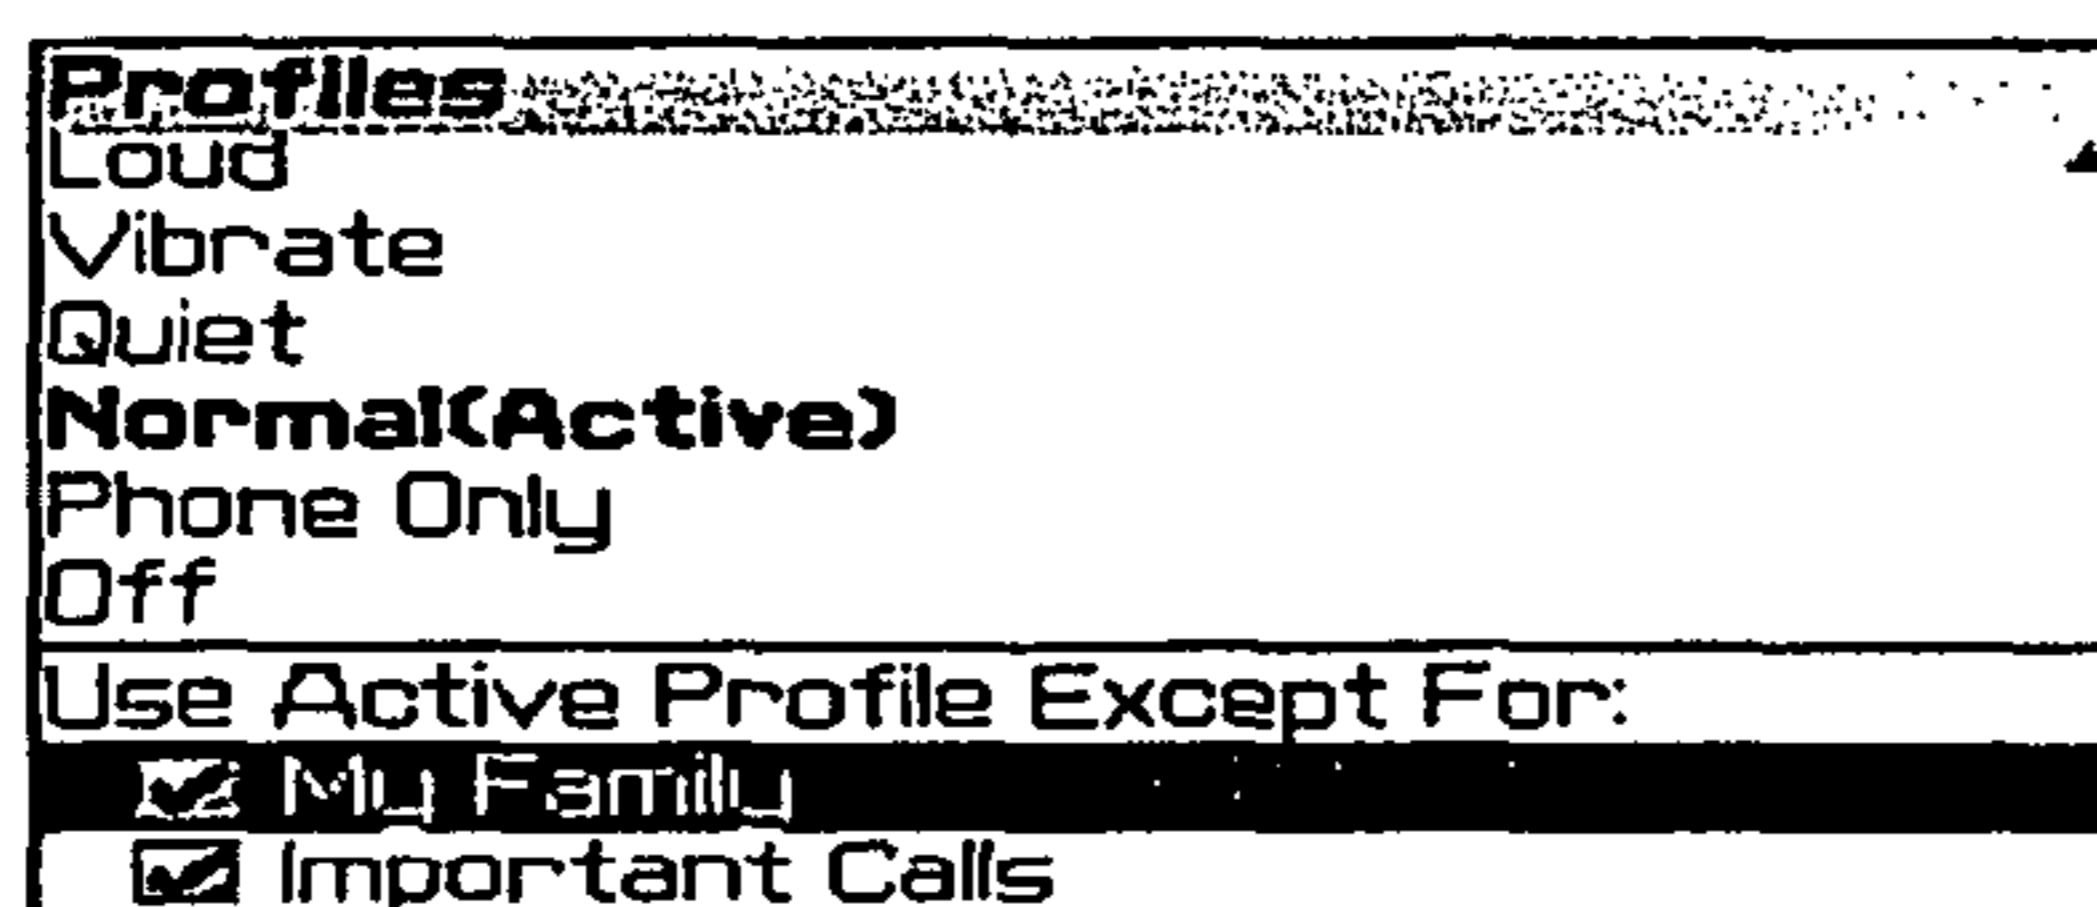 Profiles
Loud
Vibrate
Quiet
Normal(Active)
Phone Only
Off
Use Active Profile Except For:
My Family
Important Calls